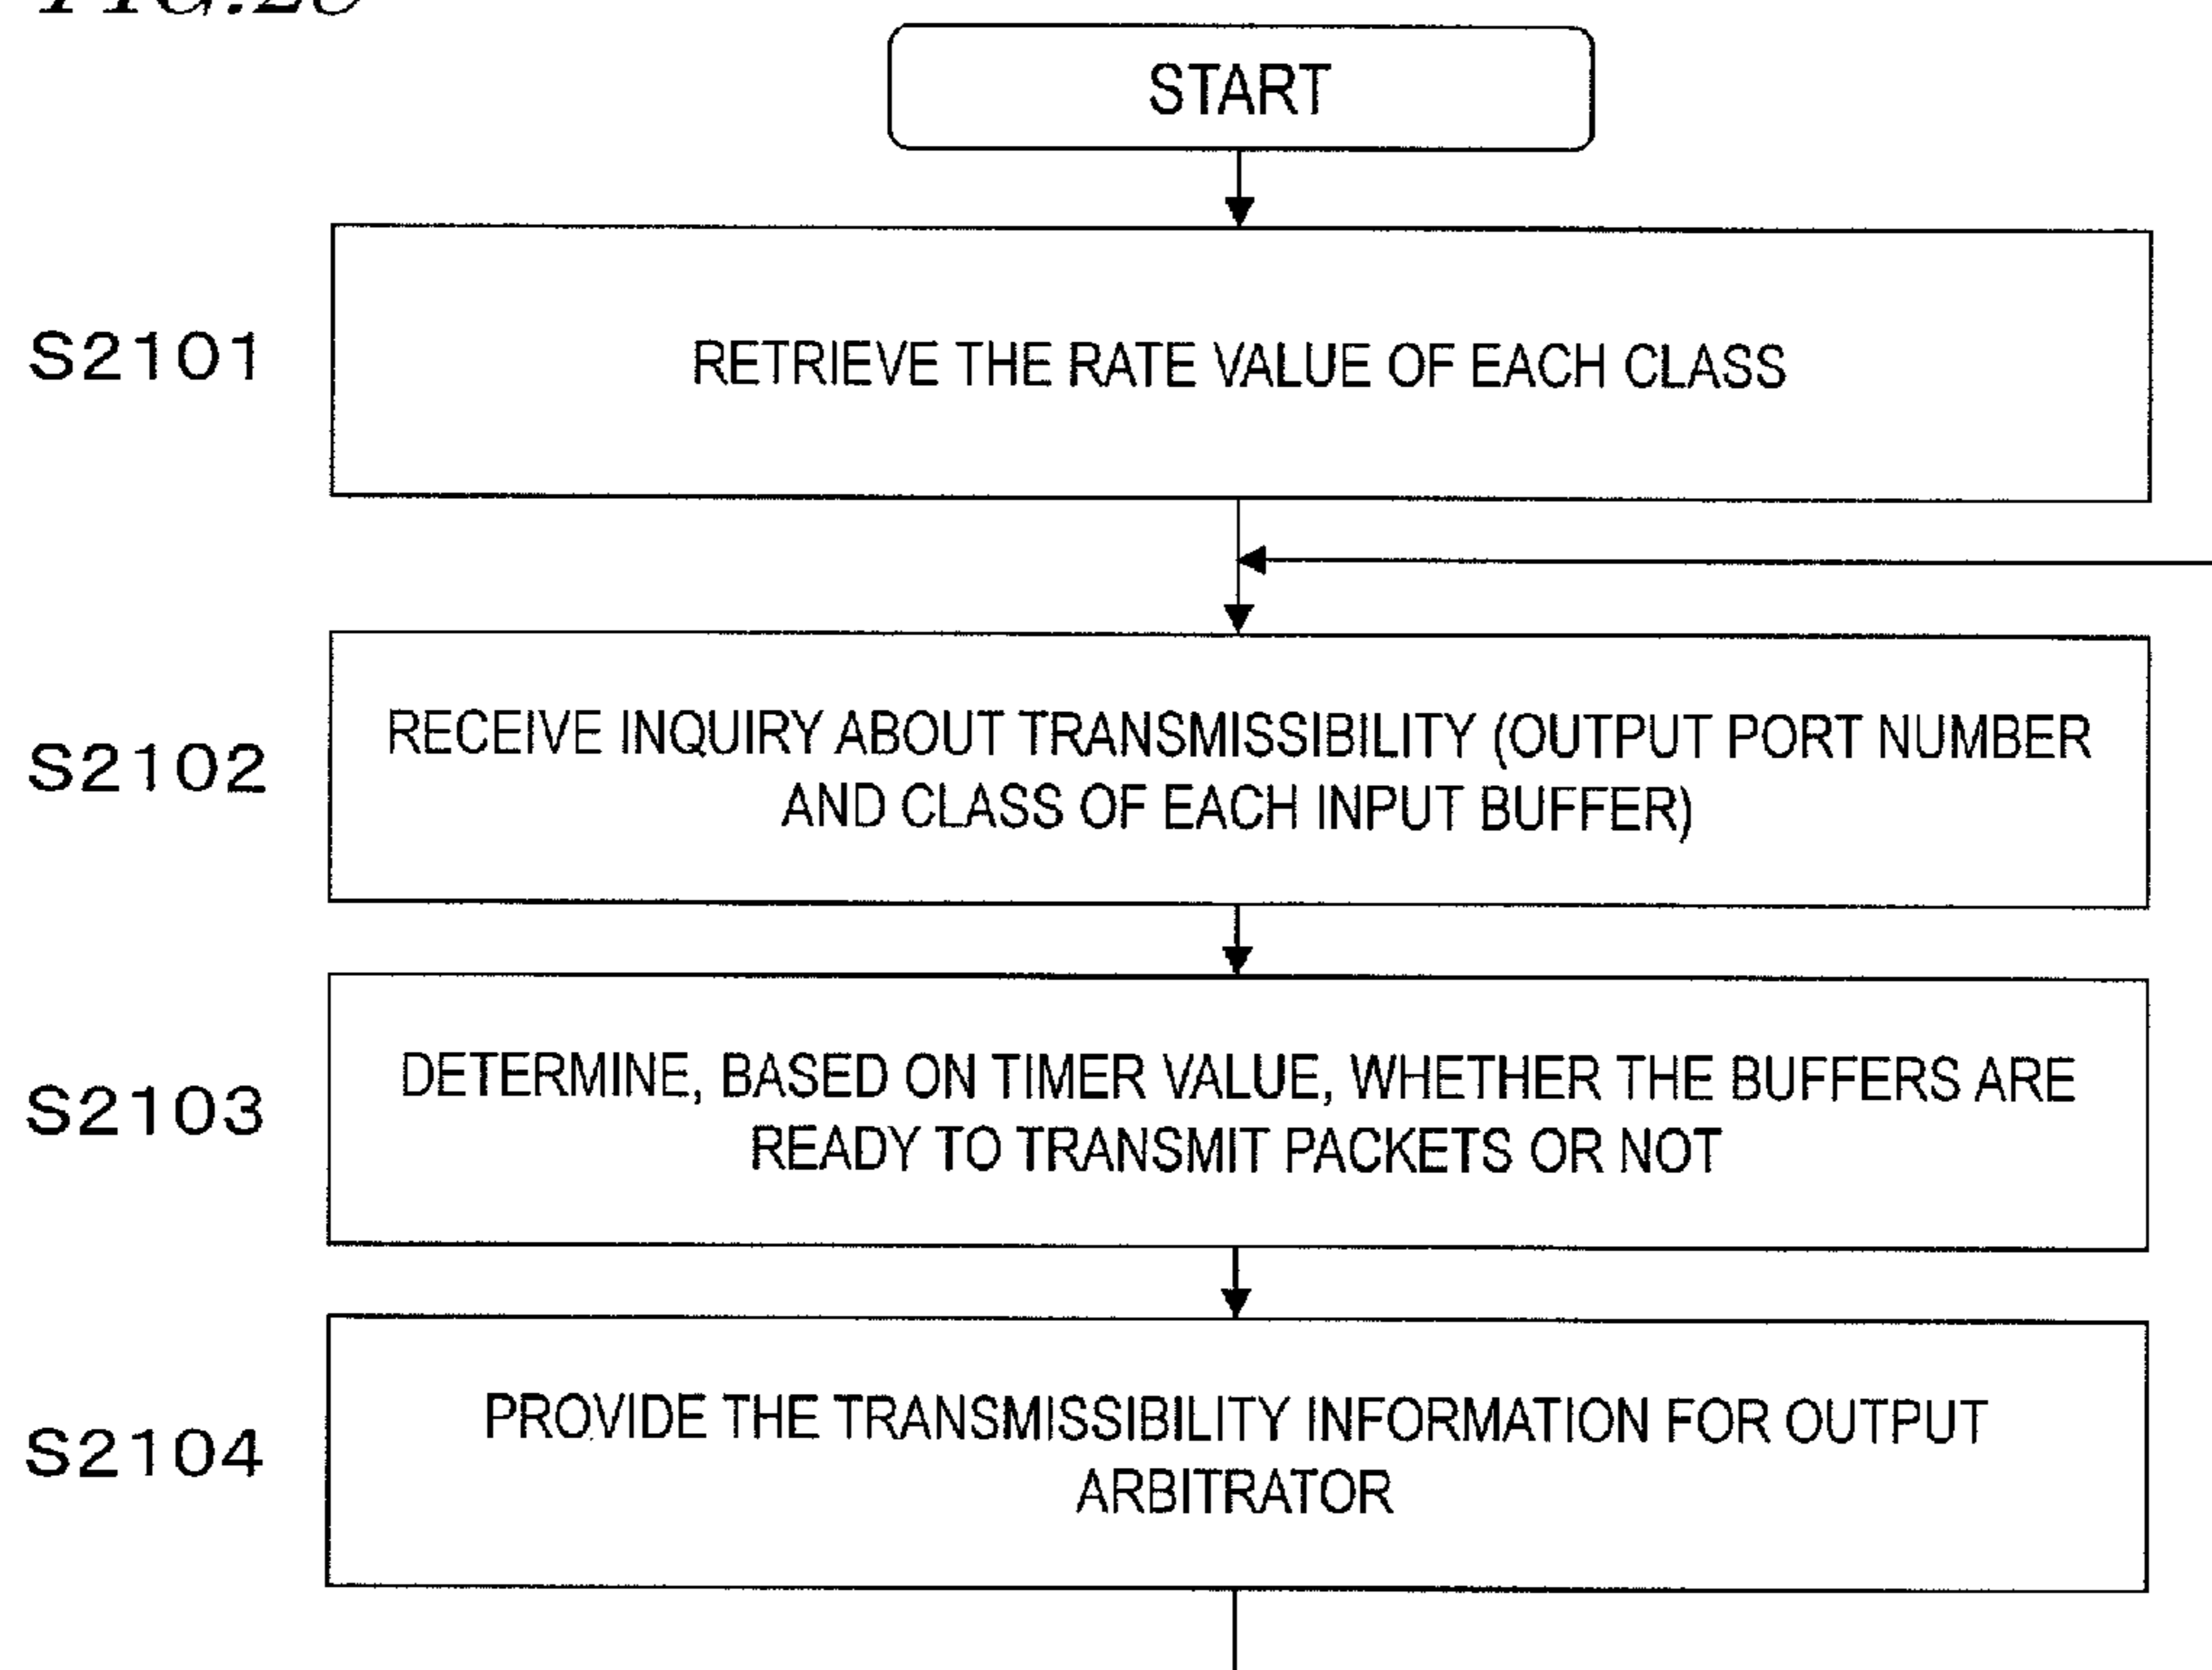 START
S2101
RETRIEVE THE RATE VALUE OF EACH CLASS
S2102
RECEIVE INQUIRY ABOUT TRANSMISSIBILITY (OUTPUT PORT NUMBER
AND CLASS OF EACH INPUT BUFFER)
S2103
DETERMINE, BASED ON TIMER VALUE, WHETHER THE BUFFERS ARE
READY TO TRANSMIT PACKETS OR NOT
S2104
PROVIDE THE TRANSMISSIBILITY INFORMATION FOR OUTPUT
ARBITRATOR